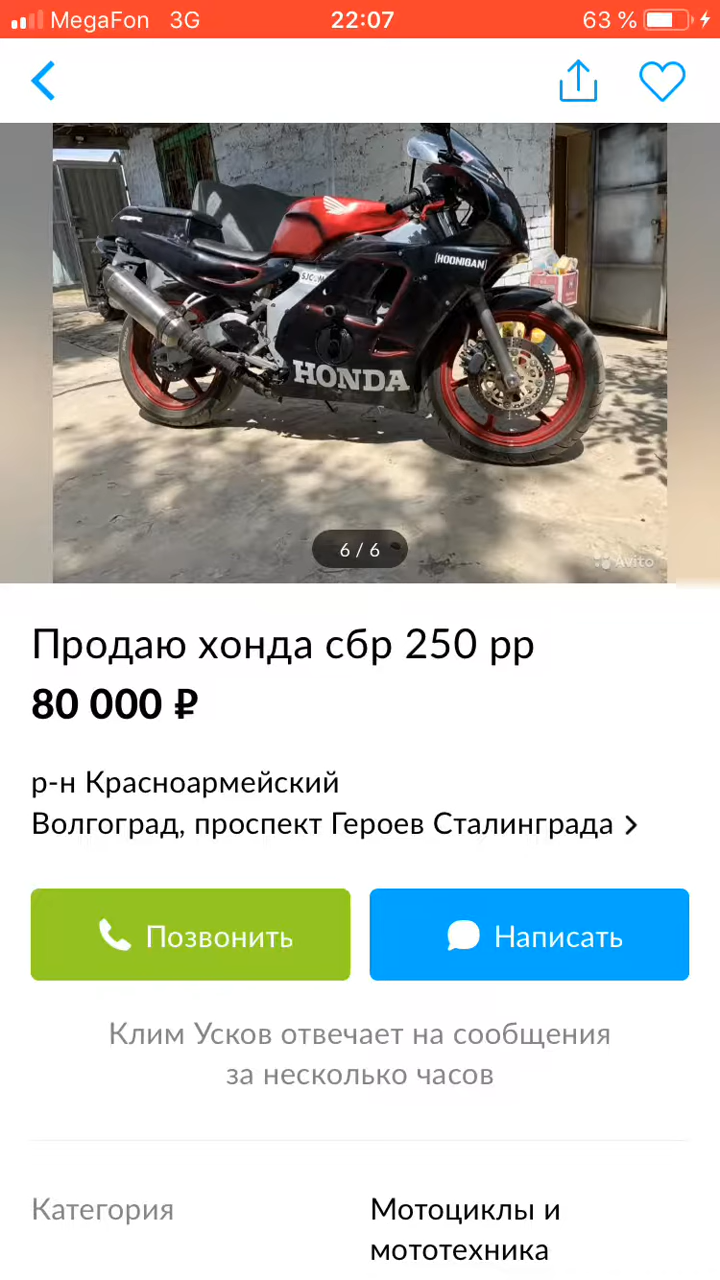 MegaFon 3G 22:07 63 %
[HOONIGAN]
HONDA
6 / 6
Avito
Продаю хонда сбр 250 рр
80 000 ₽
р-н Красноармейский
Волгоград, проспект Героев Сталинграда
Позвонить Написать
Клим Усков отвечает на сообщения
за несколько часов
Категория Мотоциклы и
мототехника